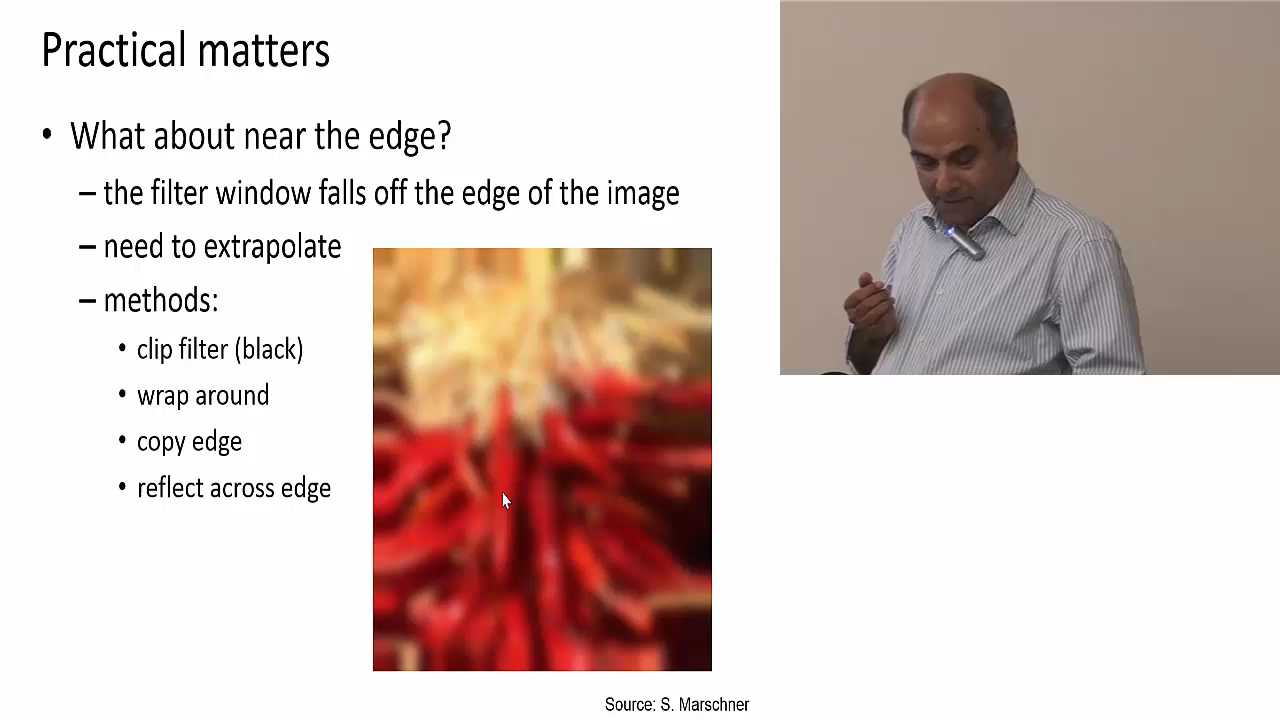 Practical matters
• What about near the edge?
– the filter window falls off the edge of the image
– need to extrapolate
– methods:
• clip filter (black)
• wrap around
• copy edge
• reflect across edge
Source: S. Marschner